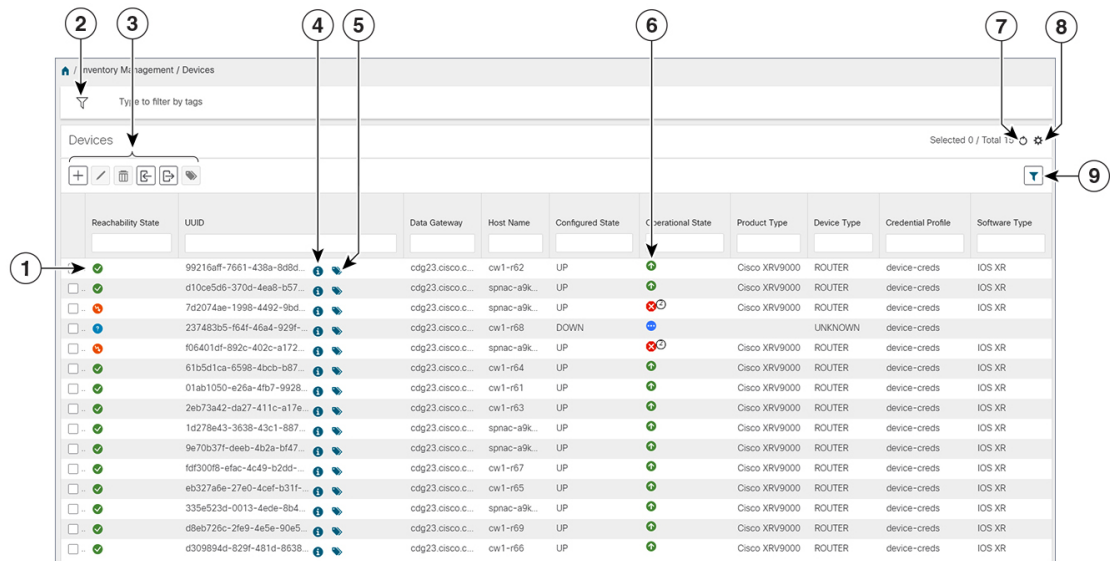 2 3 4 5 6 7 8
/ Inventory Management / Devices
Type to filter by tags
Devices Selected 0 / Total 15
9
Reachability State UUID Data Gateway Host Name Configured State Operational State Product Type Device Type Credential Profile Software Type
1 99216aff-7661-438a-8d8d... cdg23.cisco.c... cw1-r62 UP Cisco XRV9000 ROUTER device-creds IOS XR
d10ce5d6-370d-4ea8-b57... cdg23.cisco.c... spnac-a9k... UP Cisco XRV9000 ROUTER device-creds IOS XR
7d2074ae-1998-4492-9bd... cdg23.cisco.c... spnac-a9k... UP 2 Cisco XRV9000 ROUTER device-creds IOS XR
237483b5-f64f-46a4-929f-... cdg23.cisco.c... cw1-r68 DOWN UNKNOWN device-creds
f06401df-892c-402c-a172... cdg23.cisco.c... spnac-a9k... UP 2 Cisco XRV9000 ROUTER device-creds IOS XR
61b5d1ca-6598-4bcb-b87... cdg23.cisco.c... cw1-r64 UP Cisco XRV9000 ROUTER device-creds IOS XR
01ab1050-e26a-4fb7-9928... cdg23.cisco.c... cw1-r61 UP Cisco XRV9000 ROUTER device-creds IOS XR
2eb73a42-da27-411c-a17e... cdg23.cisco.c... cw1-r63 UP Cisco XRV9000 ROUTER device-creds IOS XR
1d278e43-3638-43c1-887... cdg23.cisco.c... spnac-a9k... UP Cisco XRV9000 ROUTER device-creds IOS XR
9e70b37f-deeb-4b2a-bf47... cdg23.cisco.c... spnac-a9k... UP Cisco XRV9000 ROUTER device-creds IOS XR
fdf300f8-efac-4c49-b2dd-... cdg23.cisco.c... cw1-r67 UP Cisco XRV9000 ROUTER device-creds IOS XR
eb327a6e-27e0-4cef-b31f-... cdg23.cisco.c... cw1-r65 UP Cisco XRV9000 ROUTER device-creds IOS XR
335e523d-0013-4ede-8b4... cdg23.cisco.c... spnac-a9k... UP Cisco XRV9000 ROUTER device-creds IOS XR
d8eb726c-2fe9-4e5e-90e5... cdg23.cisco.c... cw1-r69 UP Cisco XRV9000 ROUTER device-creds IOS XR
d309894d-829f-481d-8638... cdg23.cisco.c... cw1-r66 UP Cisco XRV9000 ROUTER device-creds IOS XR